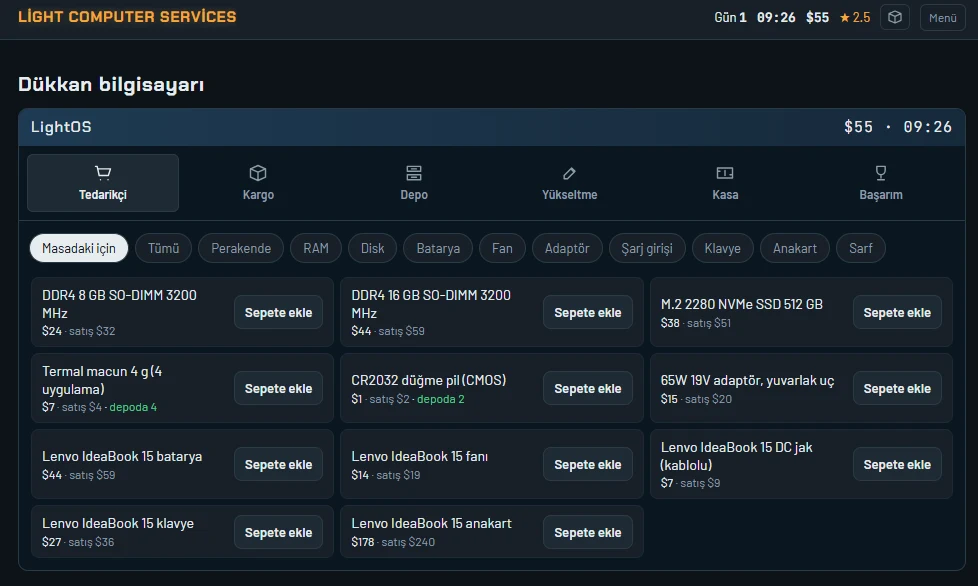 LİGHT COMPUTER SERVİCES
Gün 1 09:26 $55 ★ 2.5 Menü
Dükkan bilgisayarı
LightOS $55 · 09:26
Tedarikçi Kargo Depo Yükseltme Kasa Başarım
Masadaki için Tümü Perakende RAM Disk Batarya Fan Adaptör Şarj girişi Klavye Anakart Sarf
DDR4 8 GB SO-DIMM 3200
MHz
$24 · satış $32
Sepete ekle
DDR4 16 GB SO-DIMM 3200
MHz
$44 · satış $59
Sepete ekle
M.2 2280 NVMe SSD 512 GB
$38 · satış $51
Sepete ekle
Termal macun 4 g (4
uygulama)
$7 · satış $4 · depoda 4
Sepete ekle
CR2032 düğme pil (CMOS)
$1 · satış $2 · depoda 2
Sepete ekle
65W 19V adaptör, yuvarlak uç
$15 · satış $20
Sepete ekle
Lenvo IdeaBook 15 batarya
$44 · satış $59
Sepete ekle
Lenvo IdeaBook 15 fanı
$14 · satış $19
Sepete ekle
Lenvo IdeaBook 15 DC jak
(kablolu)
$7 · satış $9
Sepete ekle
Lenvo IdeaBook 15 klavye
$27 · satış $36
Sepete ekle
Lenvo IdeaBook 15 anakart
$178 · satış $240
Sepete ekle